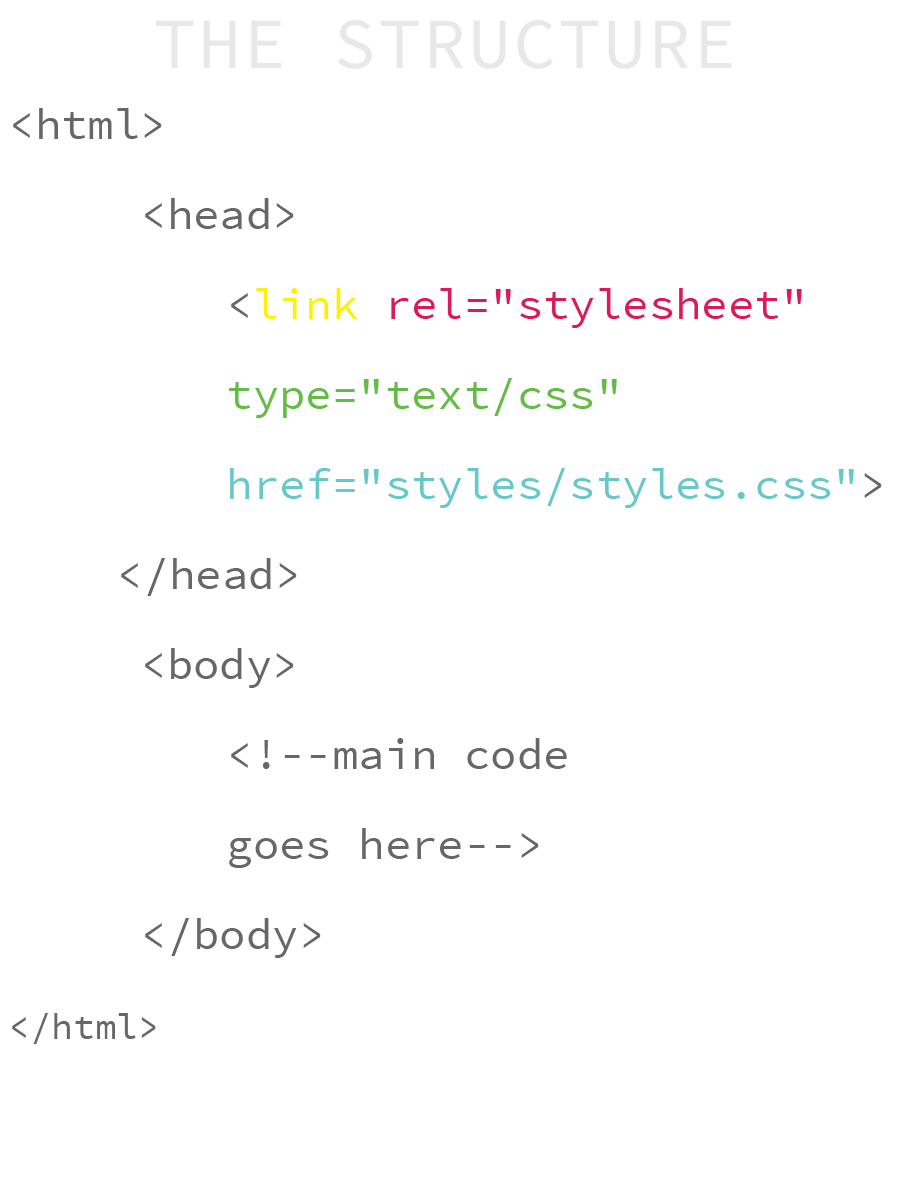 THE STRUCTURE
<html>
<head>
<link rel="stylesheet"
type="text/css"
href="styles/styles.css">
</head>
<body>
<!--main code
goes here-->
</body>
</html>